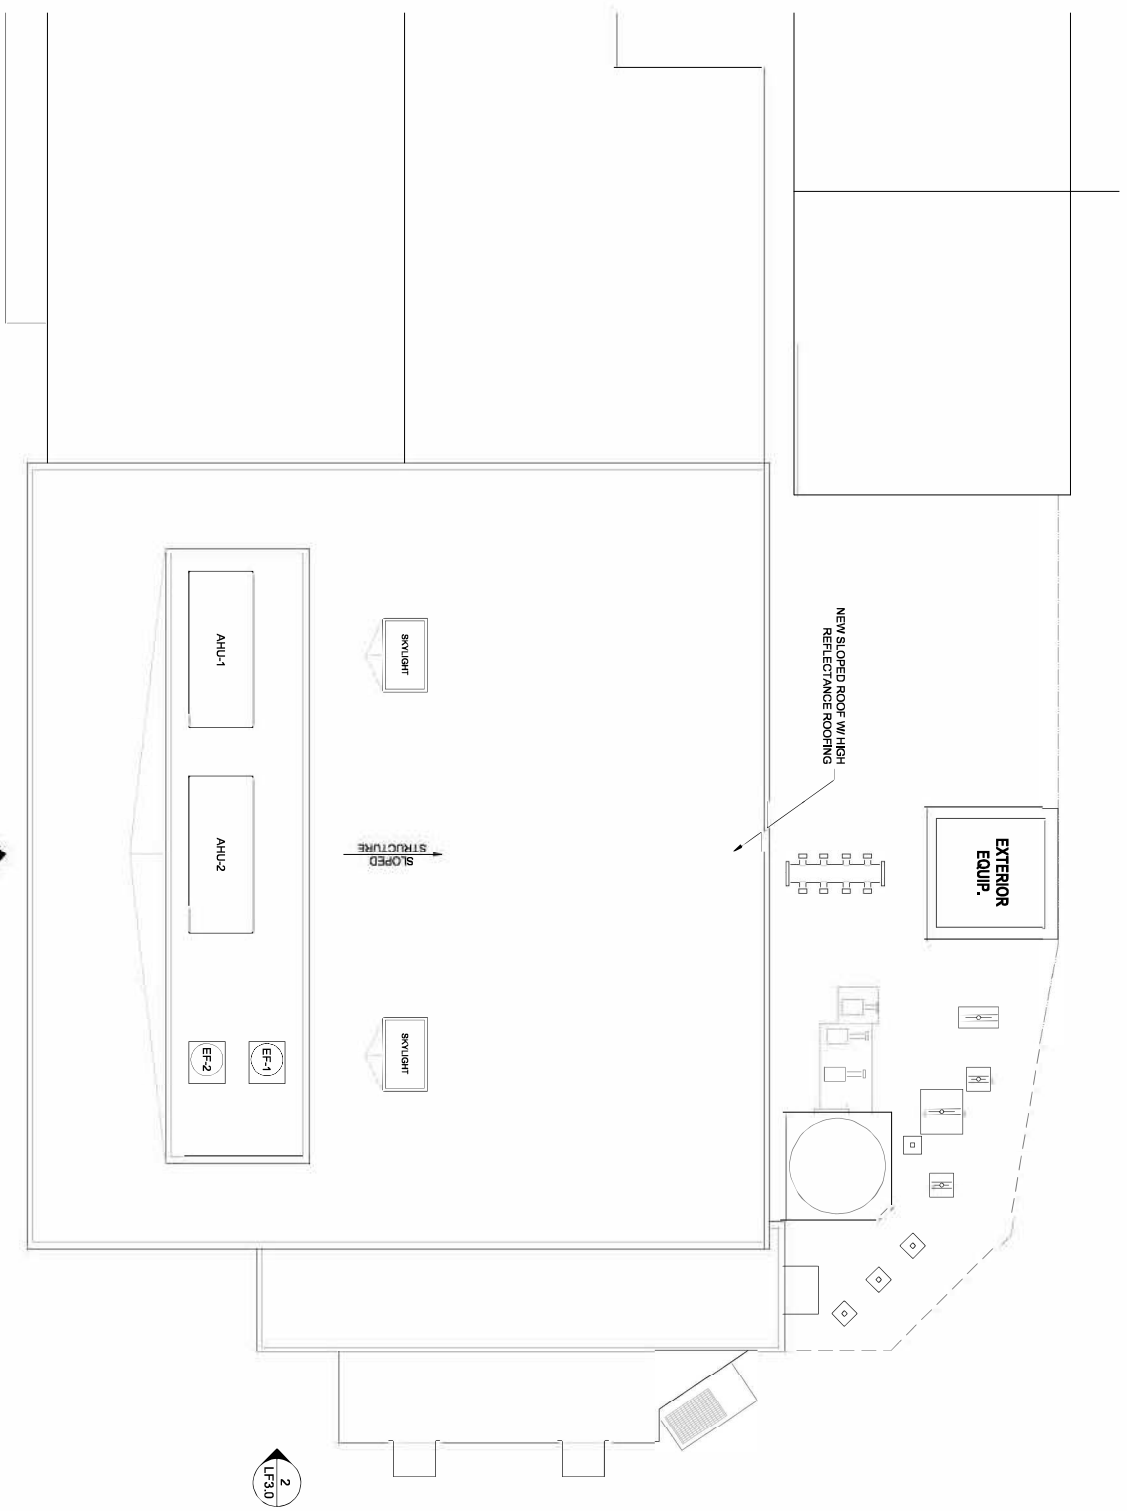 NEW SLOPED ROOF W/ HIGH
REFLECTANCE ROOFING
EXTERIOR
EQUIP.
SKYLIGHT
SKYLIGHT
SLOPED
STRUCTURE
AHU-1
AHU-2
EF-1
EF-2
2
LF3.0